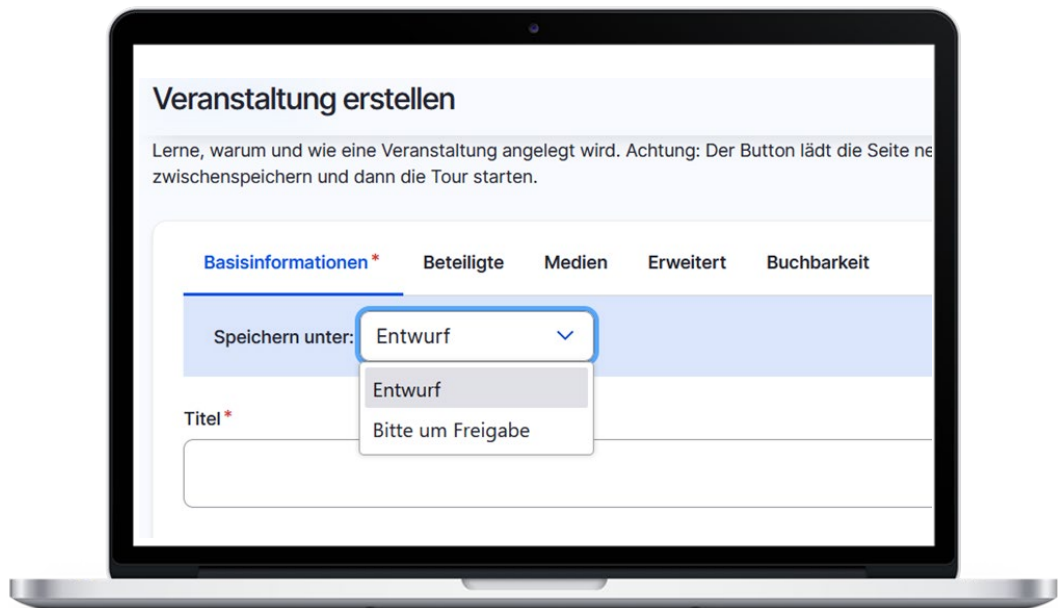 Veranstaltung erstellen
Lerne, warum und wie eine Veranstaltung angelegt wird. Achtung: Der Button lädt die Seite
zwischenspeichern und dann die Tour starten.
Basisinformationen* Beteiligte Medien Erweitert Buchbarkeit
Speichern unter: Entwurf
Entwurf
Bitte um Freigabe
Titel*